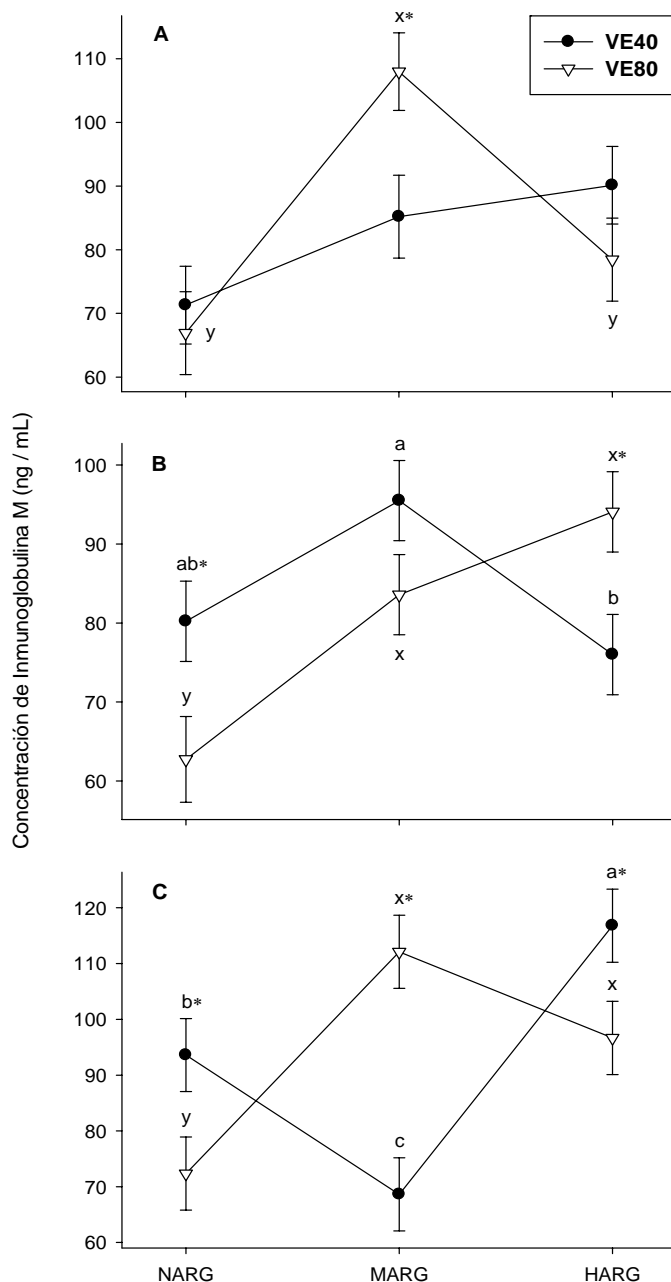 A
x*
VE40
VE80
110
100
90
80
70
60
y
y
Concentración de Inmunoglobulina M (ng / mL)
B
a
x*
100
ab*
90
80
b
x
70
y
60
C
a*
120
x*
110
x
b*
100
90
y
80
c
70
60
NARG
MARG
HARG